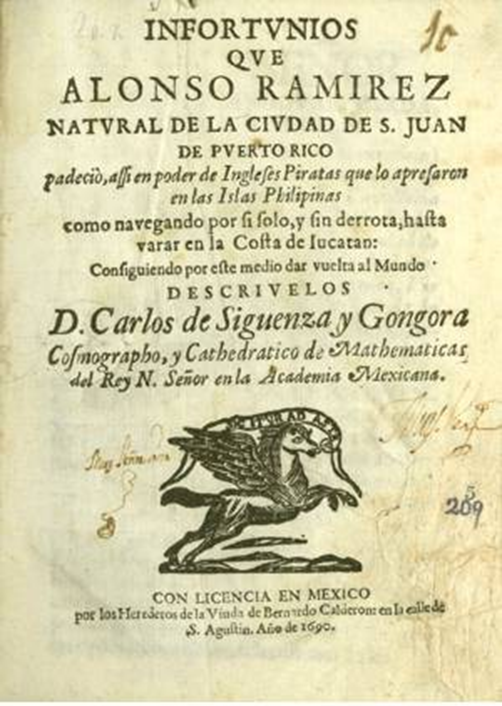 INFORTVNIOS
QVE
ALONSO RAMIREZ
NATVRAL DE LA CIVDAD DE S. JUAN
DE PVERTO RICO
padeciò, assi en poder de Ingleses Piratas que lo apresaron
en las Islas Philipinas
como navegando por si solo, y sin derrota, hasta
varar en la Costa de Iucatan:
Consiguiendo por este medio dar vuelta al Mundo
DESCRIVELOS
D. Carlos de Siguenza y Gongora
Cosmographo, y Cathedratico de Mathematicas,
del Rey N. Señor en la Academia Mexicana.
SIC ITVR AD ASTRA
CON LICENCIA EN MEXICO
por los Herederos de la Viuda de Bernardo Calderon: en la calle de
S. Agustin. Año de 1690.